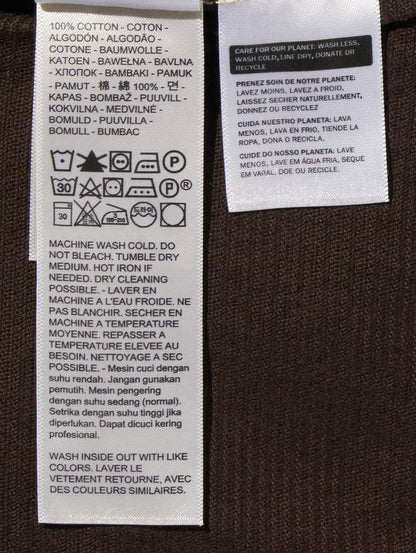 100% COTTON - COTON -
ALGODÓN - ALGODÃO -
COTONE - BAUMWOLLE -
KATOEN - BAWEŁNA - BAVLNA
- ХЛОПОК - BAMBAKI - PAMUK
- PAMUT - 棉 - 綿 100% - 면 -
KAPAS - BOMBAŽ - PUUVILL -
KOKVILNA - MEDVILNĖ -
BOMULD - PUUVILLA -
BOMULL - BUMBAC
P
30 P ®
30 180-210 드라이
MACHINE WASH COLD. DO
NOT BLEACH. TUMBLE DRY
MEDIUM. HOT IRON IF
NEEDED. DRY CLEANING
POSSIBLE. - LAVER EN
MACHINE A L'EAU FROIDE. NE
PAS BLANCHIR. SECHER EN
MACHINE A TEMPERATURE
MOYENNE. REPASSER A
TEMPERATURE ELEVEE AU
BESOIN. NETTOYAGE A SEC
POSSIBLE. - Mesin cuci dengan
suhu rendah. Jangan gunakan
pemutih. Mesin pengering
dengan suhu sedang (normal).
Setrika dengan suhu tinggi jika
diperlukan. Dapat dicuci kering
profesional.
WASH INSIDE OUT WITH LIKE
COLORS. LAVER LE
VETEMENT RETOURNE, AVEC
DES COULEURS SIMILAIRES.
CARE FOR OUR PLANET: WASH LESS,
WASH COLD, LINE DRY, DONATE OR
RECYCLE
PRENEZ SOIN DE NOTRE PLANETE:
LAVEZ MOINS, LAVEZ A FROID,
LAISSEZ SECHER NATURELLEMENT,
DONNEZ OU RECYCLEZ
CUIDA NUESTRO PLANETA: LAVA
MENOS, LAVA EN FRIO, TIENDE LA
ROPA, DONA O RECICLA.
CUIDE DO NOSSO PLANETA: LAVA
MENOS, LAVE EM ÁGUA FRIA, SEQUE
EM VARAL, DOE OU RECICLE.